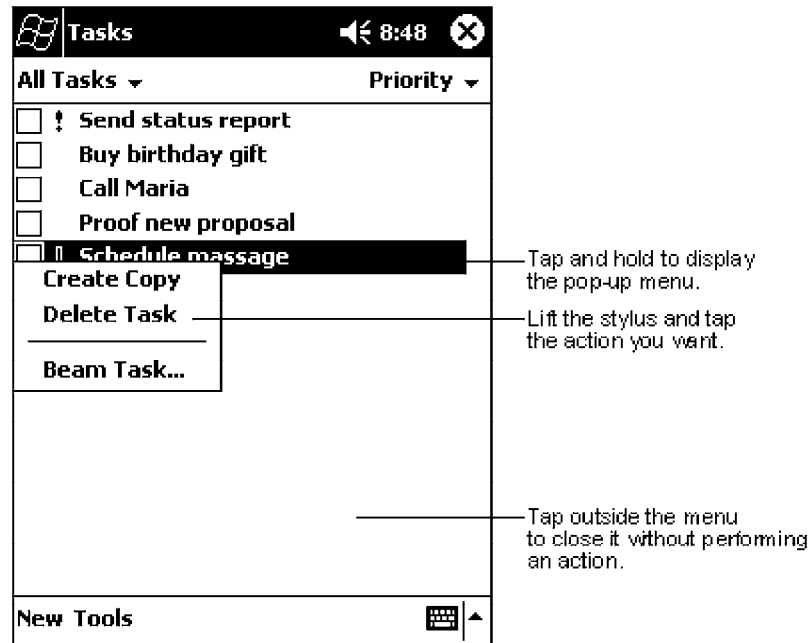 Tasks 8:48
All Tasks Priority
Send status report
Buy birthday gift
Call Maria
Proof new proposal
Schedule massage
Create Copy
Delete Task
Beam Task...
Tap and hold to display
the pop-up menu.
Lift the stylus and tap
the action you want.
Tap outside the menu
to close it without performing
an action.
New Tools